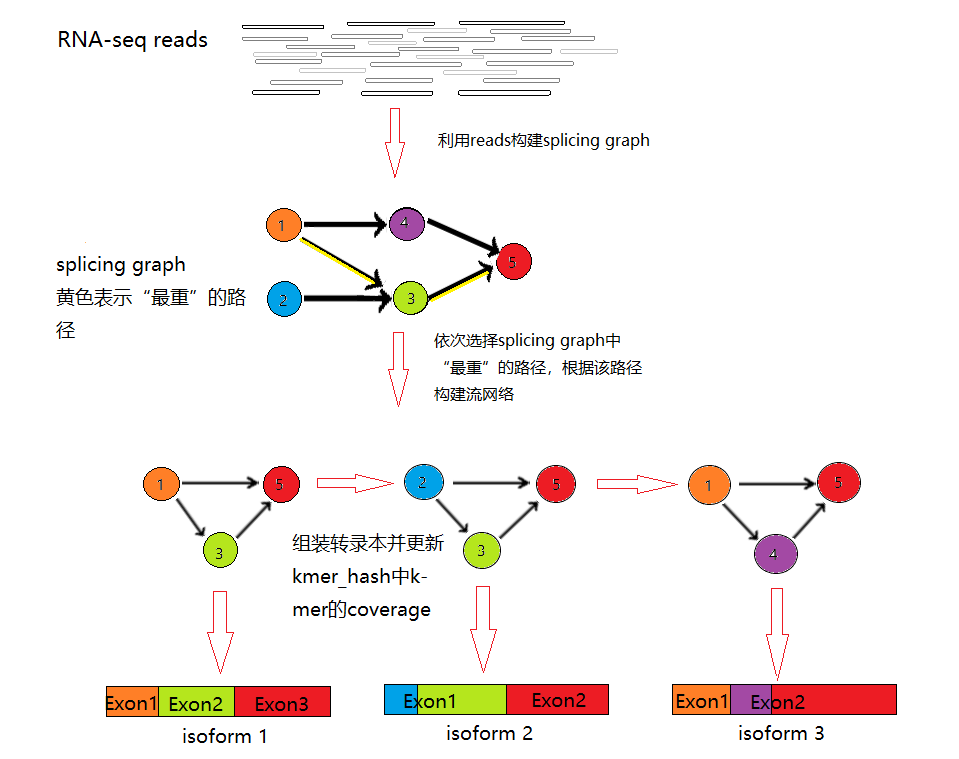 RNA-seq reads
利用reads构建splicing graph
1
4
5
2
3
splicing graph
黄色表示“最重”的路
径
依次选择splicing graph中
“最重”的路径，根据该路径
构建流网络
1
5
3
2
5
3
1
5
4
组装转录本并更新
kmer_hash中k-
mer的coverage
Exon1 Exon2 Exon3
isoform 1
Exon1 Exon2
isoform 2
Exon1 Exon2
isoform 3